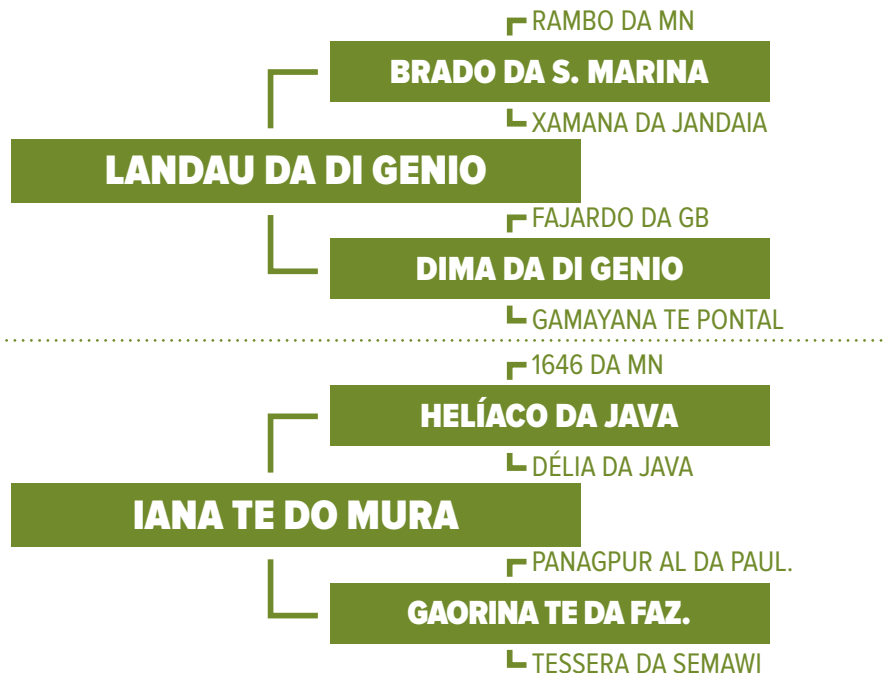 RAMBO DA MN
BRADO DA S. MARINA
XAMANA DA JANDAIA
LANDAU DA DI GENIO
FAJARDO DA GB
DIMA DA DI GENIO
GAMAYANA TE PONTAL
1646 DA MN
HELÍACO DA JAVA
DÉLIA DA JAVA
IANA TE DO MURA
PANAGPUR AL DA PAUL.
GAORINA TE DA FAZ.
TESSERA DA SEMAWI